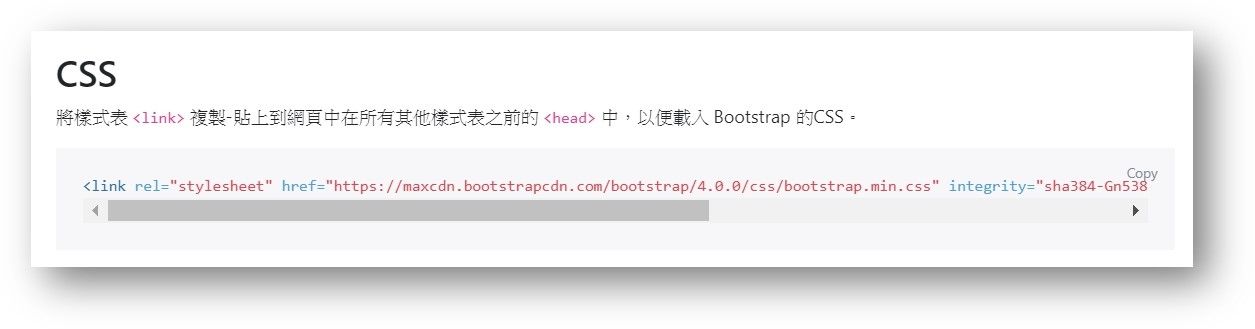 CSS
將樣式表 <link> 複製-貼上到網頁中在所有其他樣式表之前的 <head> 中，以便載入 Bootstrap 的CSS。
Copy
<link rel="stylesheet" href="https://maxcdn.bootstrapcdn.com/bootstrap/4.0.0/css/bootstrap.min.css" integrity="sha384-Gn538